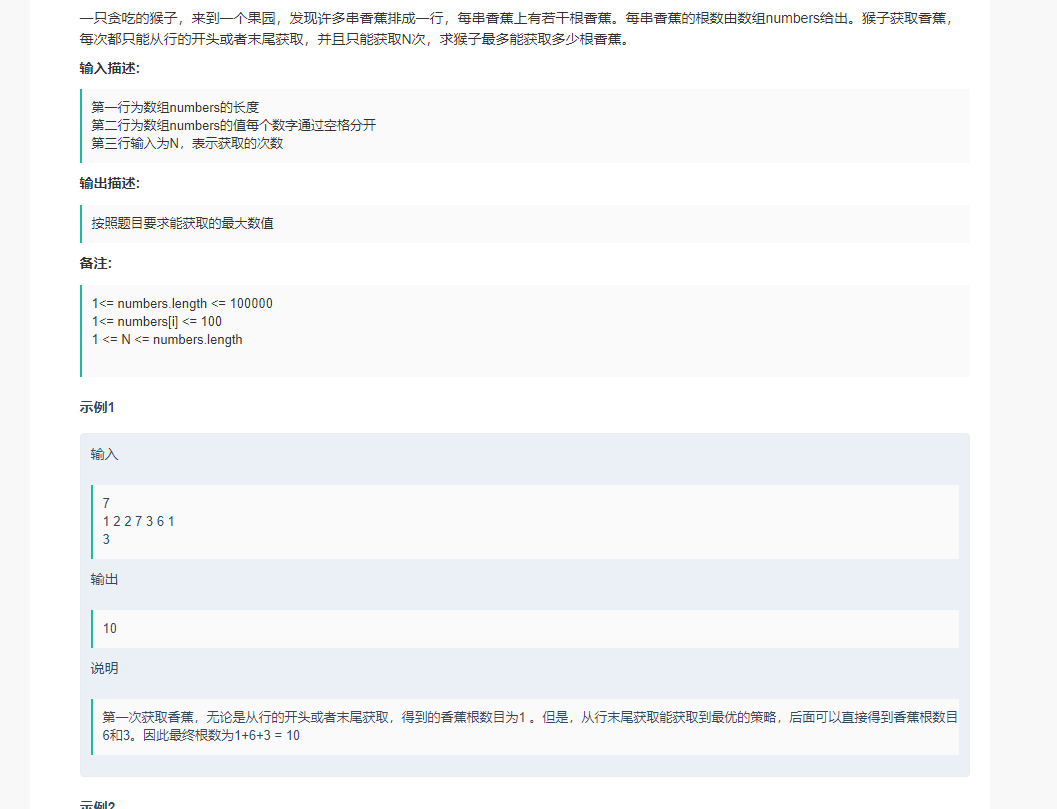 一只贪吃的猴子，来到一个果园，发现许多串香蕉排成一行，每串香蕉上有若干根香蕉。每串香蕉的根数由数组numbers给出。猴子获取香蕉，
每次都只能从行的开头或者末尾获取，并且只能获取N次，求猴子最多能获取多少根香蕉。
输入描述:
第一行为数组numbers的长度
第二行为数组numbers的值每个数字通过空格分开
第三行输入为N，表示获取的次数
输出描述:
按照题目要求能获取的最大数值
备注:
1<= numbers.length <= 100000
1<= numbers[i] <= 100
1 <= N <= numbers.length
示例1
输入
7
1 2 2 7 3 6 1
3
输出
10
说明
第一次获取香蕉，无论是从行的开头或者末尾获取，得到的香蕉根数目为1 。但是，从行末尾获取能获取到最优的策略，后面可以直接得到香蕉根数目
6和3。因此最终根数为1+6+3 = 10
示例2